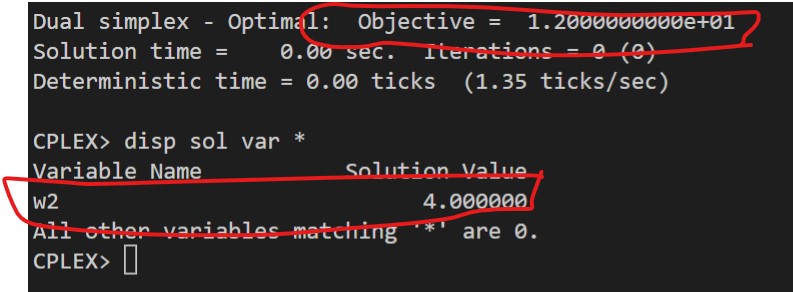 Dual simplex - Optimal:  Objective =  1.2000000000e+01
Solution time =    0.00 sec.  Iterations = 0 (0)
Deterministic time = 0.00 ticks  (1.35 ticks/sec)
CPLEX> disp sol var *
Variable Name           Solution Value
w2                            4.000000
All other variables matching '*' are 0.
CPLEX>